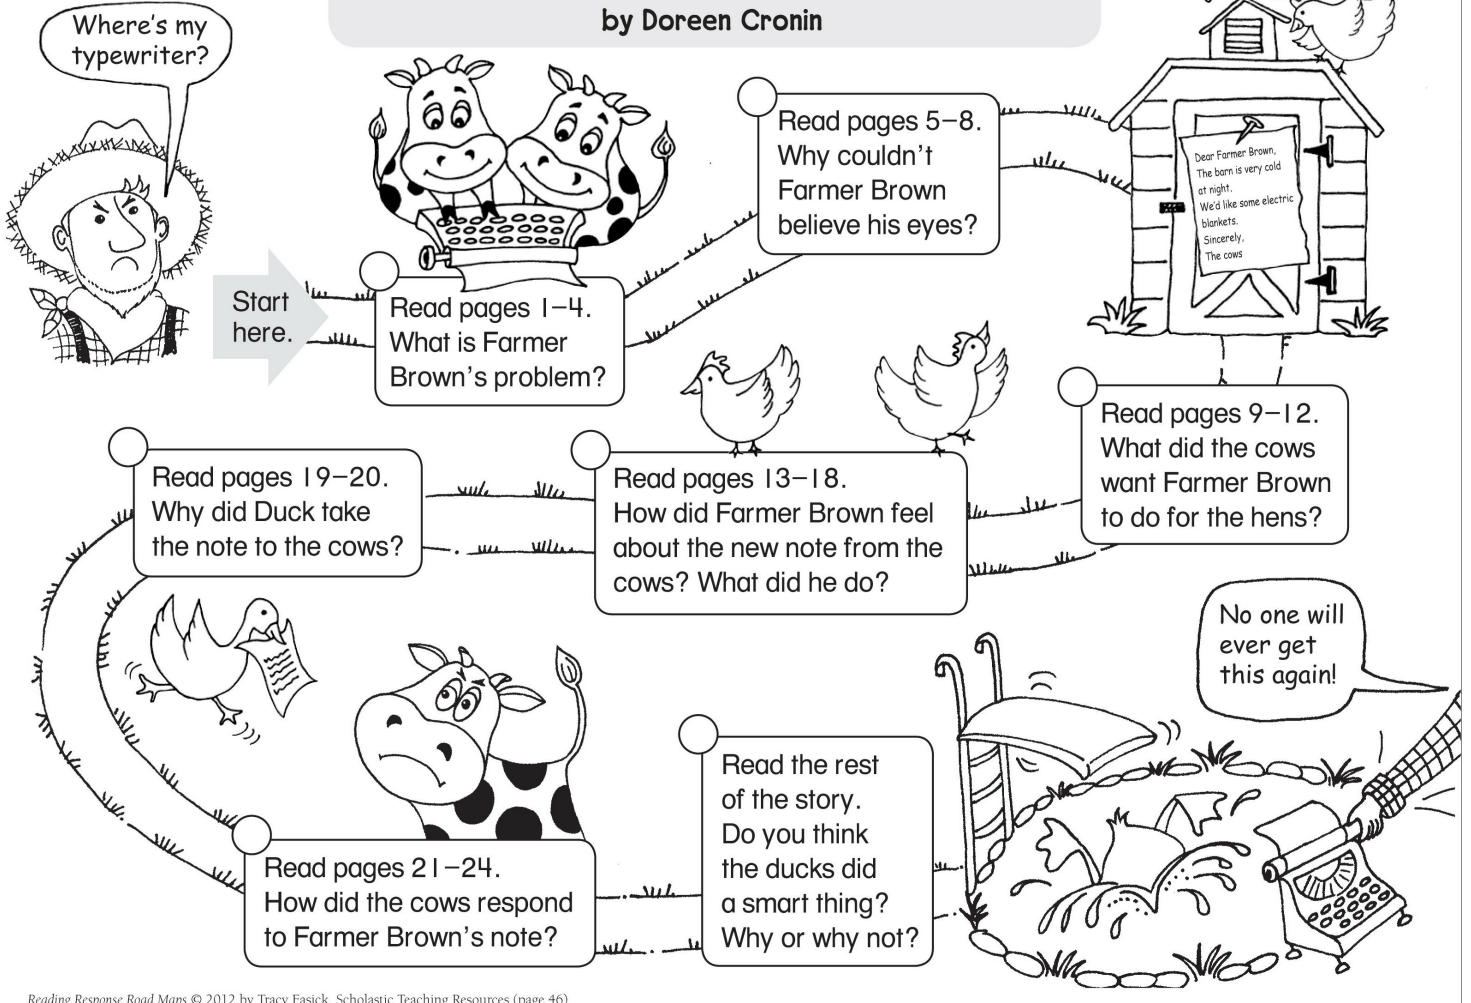 by Doreen Cronin
Where's my
typewriter?
Start
here.
Read pages 1–4.
What is Farmer
Brown's problem?
Read pages 5–8.
Why couldn't
Farmer Brown
believe his eyes?
Dear Farmer Brown,
The barn is very cold
at night.
We'd like some electric
blankets.
Sincerely,
The cows
Read pages 9–12.
What did the cows
want Farmer Brown
to do for the hens?
Read pages 13–18.
How did Farmer Brown feel
about the new note from the
cows? What did he do?
Read pages 19–20.
Why did Duck take
the note to the cows?
Read pages 21–24.
How did the cows respond
to Farmer Brown's note?
Read the rest
of the story.
Do you think
the ducks did
a smart thing?
Why or why not?
No one will
ever get
this again!
Reading Response Road Maps © 2012 by Tracy Easick, Scholastic Teaching Resources (page 46)